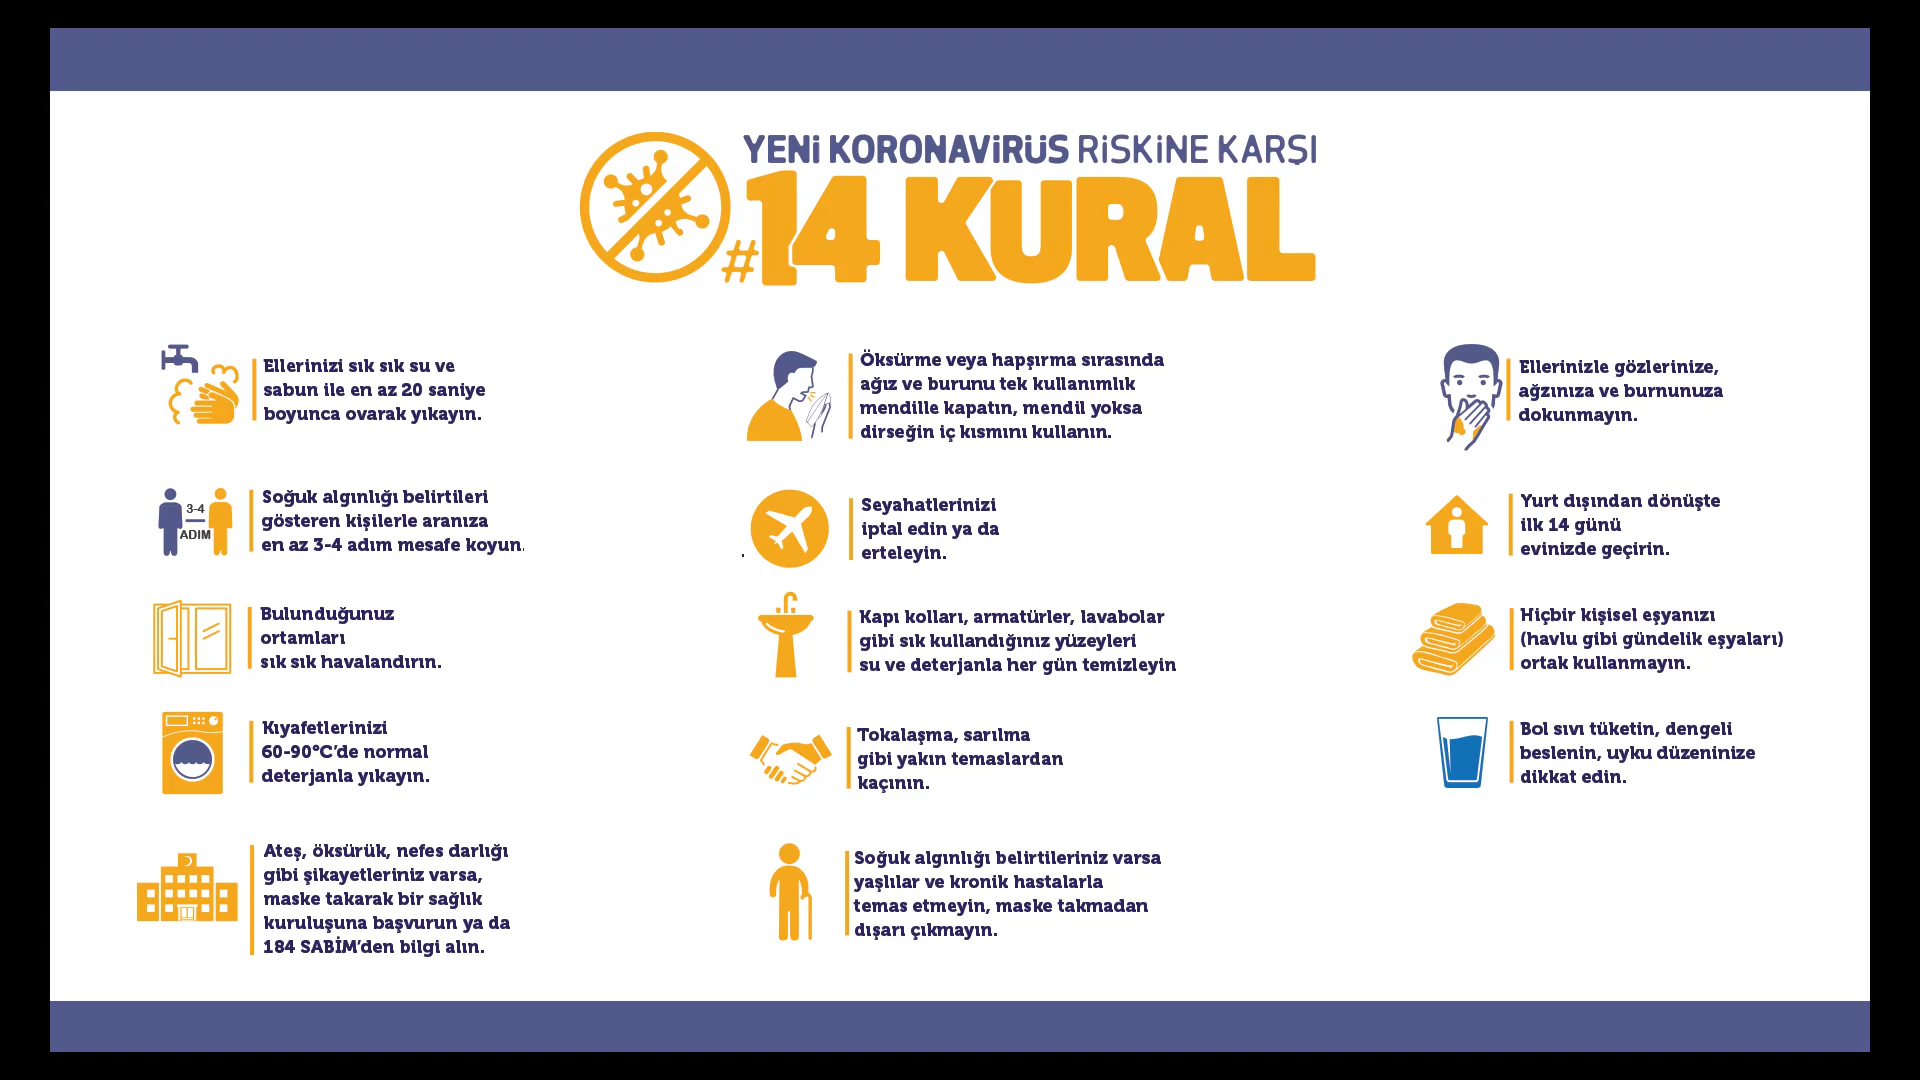 YENİ KORONAVİRÜS RİSKİNE KARŞI
#14 KURAL
Ellerinizi sık sık su ve
sabun ile en az 20 saniye
boyunca ovarak yıkayın.
Öksürme veya hapşırma sırasında
ağız ve burunu tek kullanımlık
mendille kapatın, mendil yoksa
dirseğin iç kısmını kullanın.
Ellerinizle gözlerinize,
ağzınıza ve burnunuza
dokunmayın.
3-4
ADIM
Soğuk algınlığı belirtileri
gösteren kişilerle aranıza
en az 3-4 adım mesafe koyun.
Seyahatlerinizi
iptal edin ya da
erteleyin.
Yurt dışından dönüşte
ilk 14 günü
evinizde geçirin.
Bulunduğunuz
ortamları
sık sık havalandırın.
Kapı kolları, armatürler, lavabolar
gibi sık kullandığınız yüzeyleri
su ve deterjanla her gün temizleyin
Hiçbir kişisel eşyanızı
(havlu gibi gündelik eşyaları)
ortak kullanmayın.
Kıyafetlerinizi
60-90°C'de normal
deterjanla yıkayın.
Tokalaşma, sarılma
gibi yakın temaslardan
kaçının.
Bol sıvı tüketin, dengeli
beslenin, uyku düzeninize
dikkat edin.
Ateş, öksürük, nefes darlığı
gibi şikayetleriniz varsa,
maske takarak bir sağlık
kuruluşuna başvurun ya da
184 SABİM'den bilgi alın.
Soğuk algınlığı belirtileriniz varsa
yaşlılar ve kronik hastalarla
temas etmeyin, maske takmadan
dışarı çıkmayın.